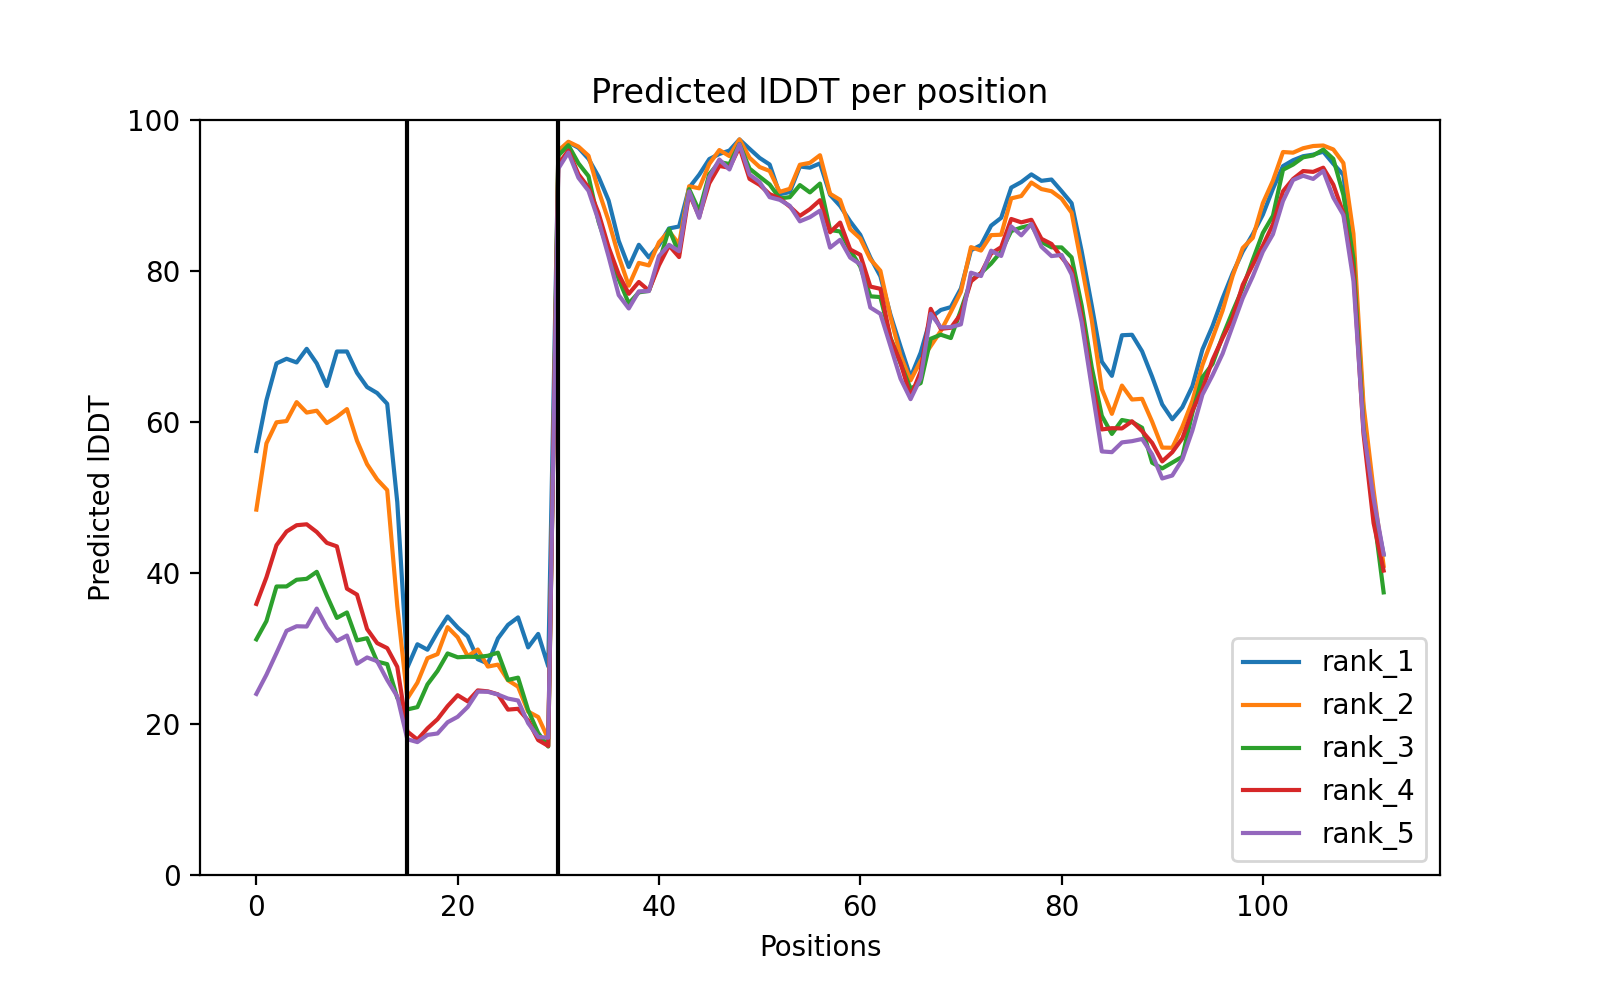 Predicted lDDT per position
100
80
60
40
20
0
Predicted lDDT
0 20 40 60 80 100
Positions
rank_1
rank_2
rank_3
rank_4
rank_5